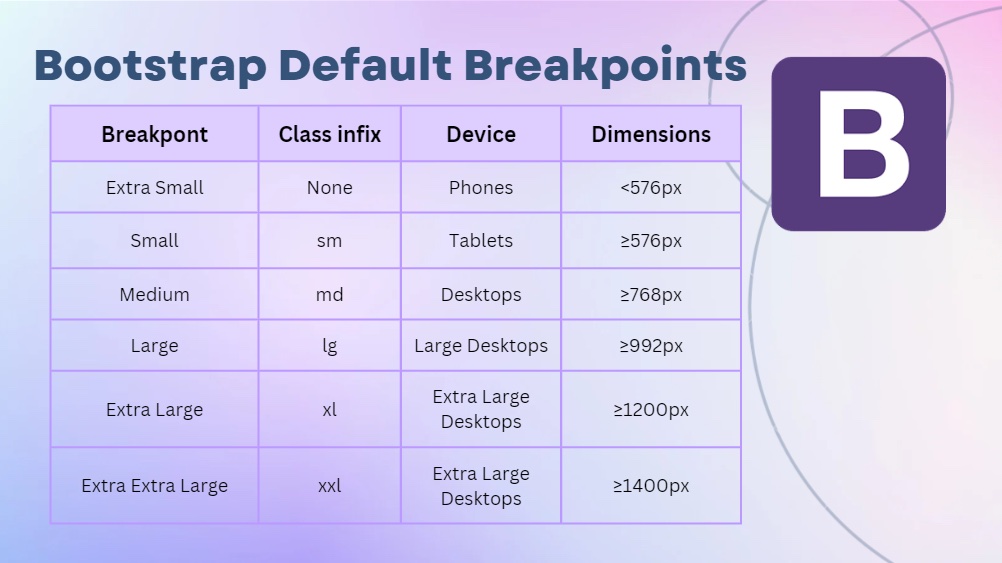 Bootstrap Default Breakpoints
B
Breakpont Class infix Device Dimensions
Extra Small None Phones <576px
Small sm Tablets ≥576px
Medium md Desktops ≥768px
Large lg Large Desktops ≥992px
Extra Large xl Extra Large Desktops ≥1200px
Extra Extra Large xxl Extra Large Desktops ≥1400px